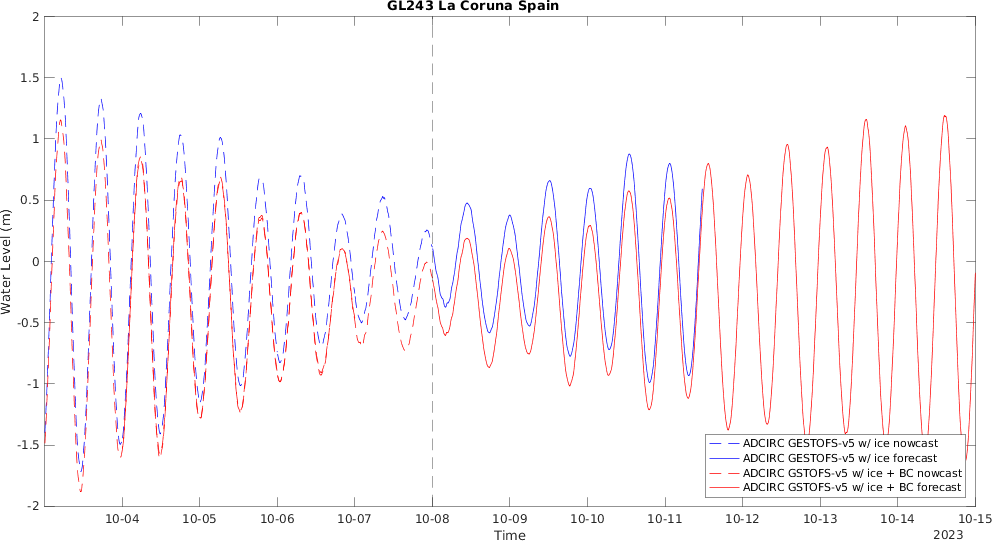 GL243 La Coruna Spain
Water Level (m)
2
1.5
1
0.5
0
-0.5
-1
-1.5
-2
ADCIRC GESTOFS-v5 w/ ice nowcast
ADCIRC GESTOFS-v5 w/ ice forecast
ADCIRC GSTOFS-v5 w/ ice + BC nowcast
ADCIRC GSTOFS-v5 w/ ice + BC forecast
10-04 10-05 10-06 10-07 10-08 10-09 10-10 10-11 10-12 10-13 10-14 10-15
Time
2023